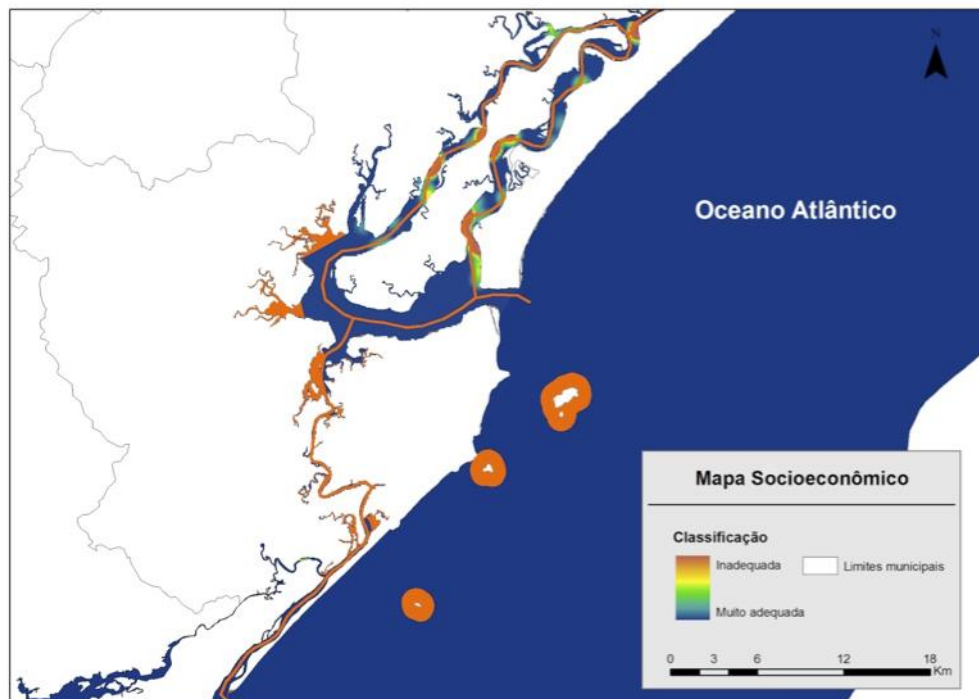 N
Oceano Atlântico
Mapa Socioeconômico
Classificação
Inadequada
Limites municipais
Muito adequada
0 3 6 12 18
Km